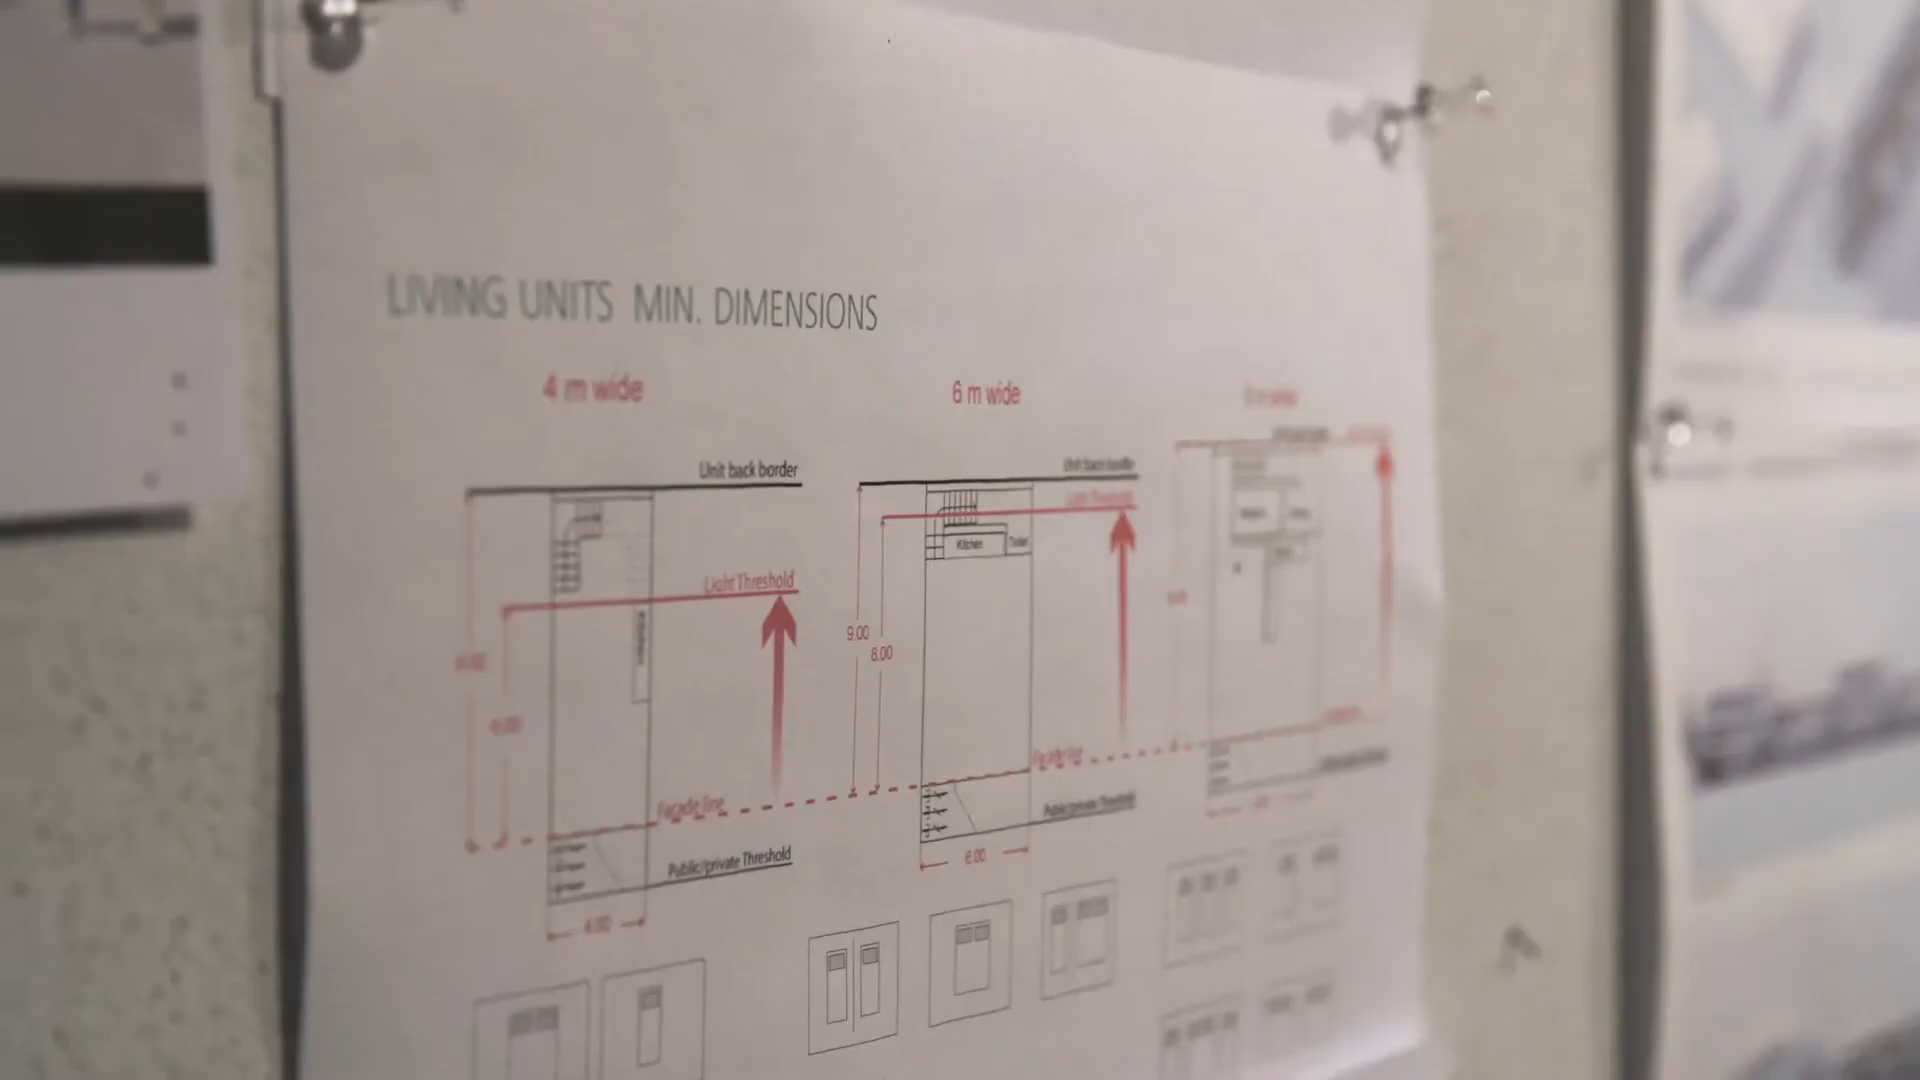 LIVING UNITS MIN. DIMENSIONS
4 m wide
6 m wide
Unit back border
Light Threshold
Kitchen
Facade line
Public/private Threshold
4.00
Unit back border
Light Threshold
Kitchen
Toilet
9.00
8.00
Facade line
Public/private Threshold
6.00